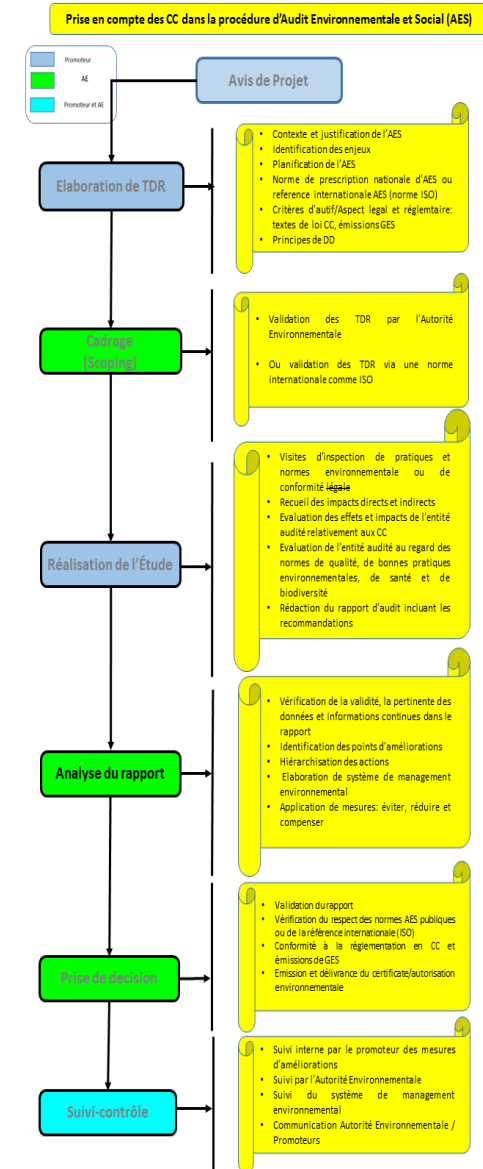 Prise en compte des CC dans la procédure d'Audit Environnementale et Social (AES)
Promoteur
AE
Promoteur et AE
Avis de Projet
Elaboration de TDR
• Contexte et justification de l'AES
• Identification des enjeux
• Planification de l'AES
• Norme de prescription nationale d'AES ou
reference internationale AES (norme ISO)
• Critères d'autif/Aspect legal et réglemtaire:
textes de loi CC, émissions GES
• Principes de DD
Cadrage
(Scoping)
• Validation des TDR par l'Autorité
Environnementale
• Ou validation des TDR via une norme
internationale comme ISO
Réalisation de l'Étude
• Visites d'inspection de pratiques et
normes environnementale ou de
conformité légale
• Recueil des impacts directs et indirects
• Evaluation des effets et impacts de l'entité
audité relativement aux CC
• Evaluation de l'entité audité au regard des
normes de qualité, de bonnes pratiques
environnementales, de santé et de
biodiversité
• Rédaction du rapport d'audit incluant les
recommandations
Analyse du rapport
• Vérification de la validité, la pertinente des
données et informations continues dans le
rapport
• Identification des points d'améliorations
• Hiérarchisation des actions
• Elaboration de système de management
environnemental
• Application de mesures: éviter, réduire et
compenser
Prise de decision
• Validation du rapport
• Vérification du respect des normes AES publiques
ou de la référence internationale (ISO)
• Conformité à la réglementation en CC et
émissions de GES
• Emission et délivrance du certificate/autorisation
environnementale
Suivi-contrôle
• Suivi interne par le promoteur des mesures
d'améliorations
• Suivi par l'Autorité Environnementale
• Suivi du système de management
environnemental
• Communication Autorité Environnementale /
Promoteurs